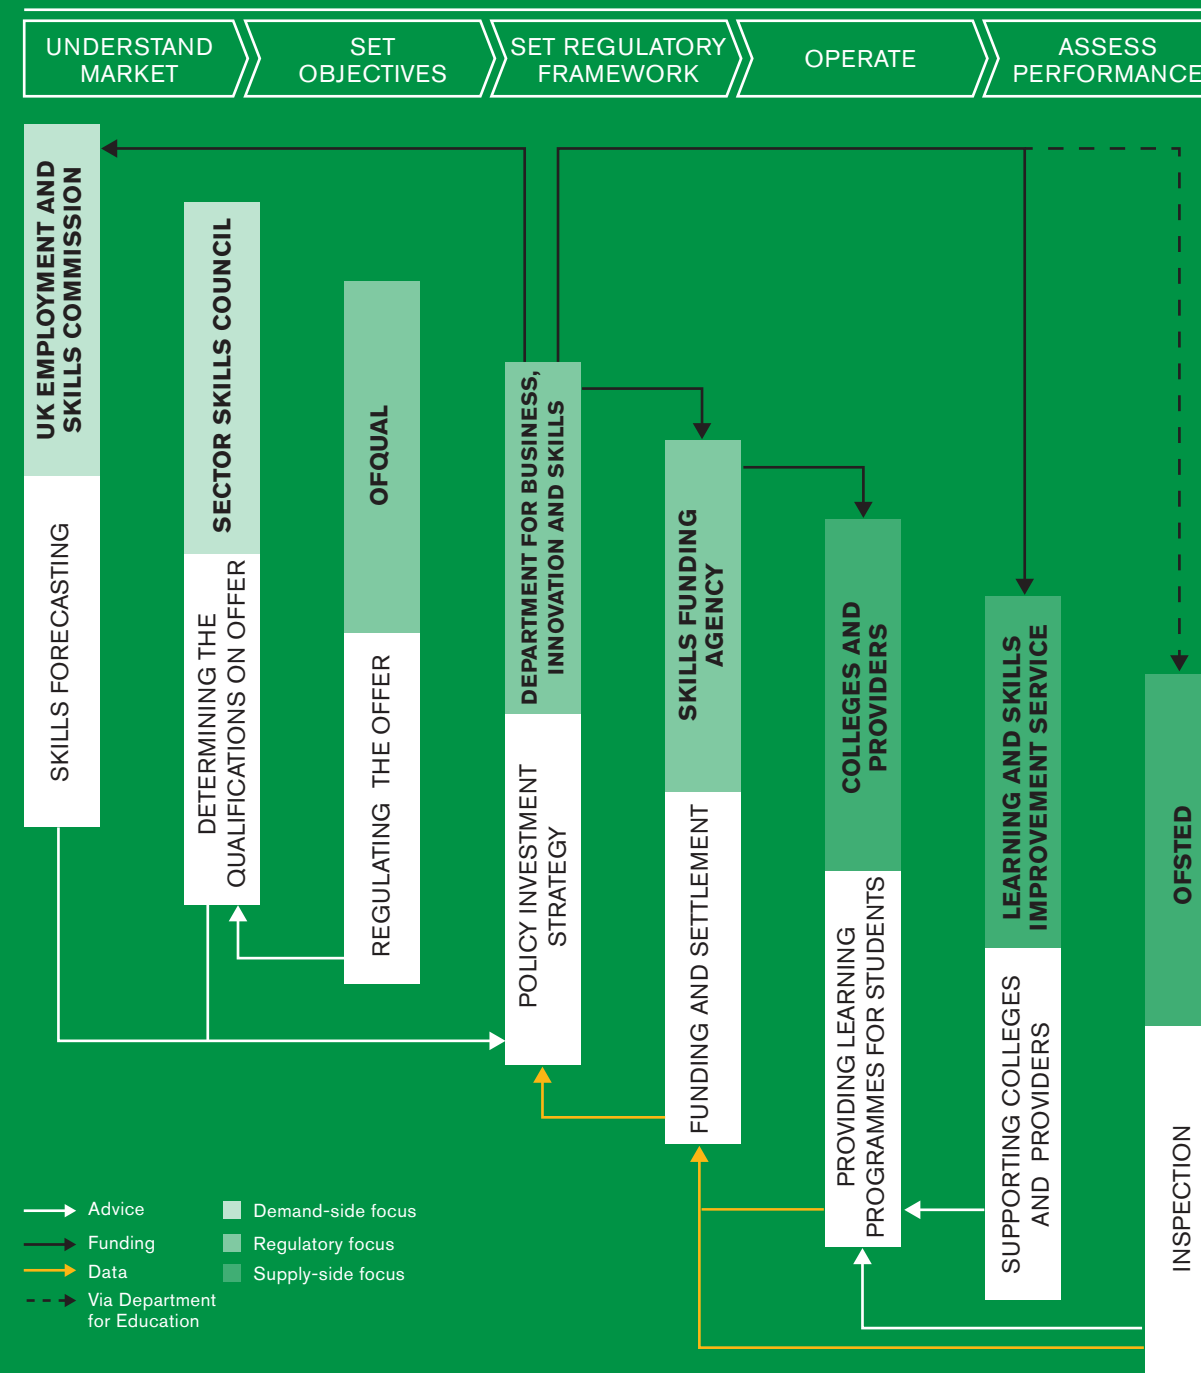 UNDERSTAND
MARKET
SET
OBJECTIVES
SET REGULATORY
FRAMEWORK
OPERATE
ASSESS
PERFORMANCE
UK EMPLOYMENT AND
SKILLS COMMISSION
SKILLS FORECASTING
SECTOR SKILLS COUNCIL
DETERMINING THE
QUALIFICATIONS ON OFFER
OFQUAL
REGULATING THE OFFER
DEPARTMENT FOR BUSINESS,
INNOVATION AND SKILLS
POLICY INVESTMENT
STRATEGY
SKILLS FUNDING
AGENCY
FUNDING AND SETTLEMENT
COLLEGES AND
PROVIDERS
PROVIDING LEARNING
PROGRAMMES FOR STUDENTS
LEARNING AND SKILLS
IMPROVEMENT SERVICE
SUPPORTING COLLEGES
AND PROVIDERS
OFSTED
INSPECTION
Advice
Funding
Data
Via Department
for Education
Demand-side focus
Regulatory focus
Supply-side focus